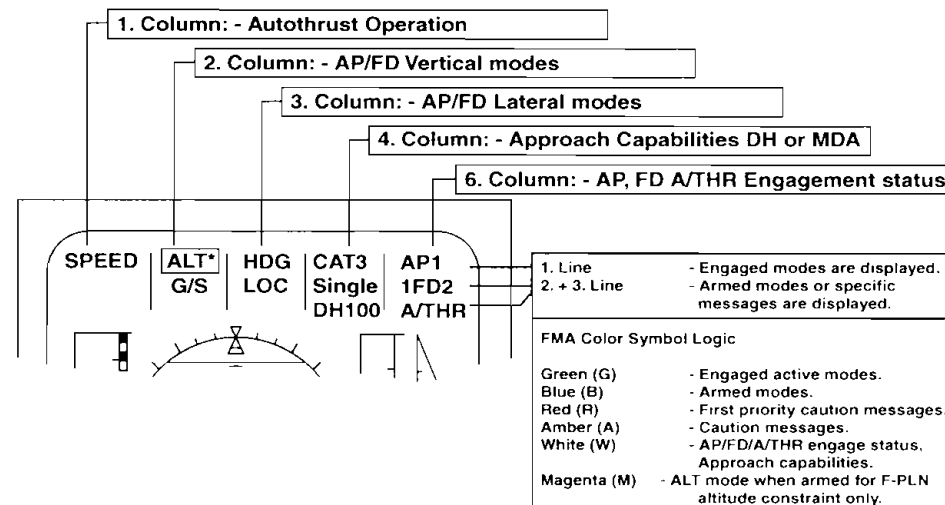 1. Column: - Autothrust Operation
2. Column: - AP/FD Vertical modes
3. Column: - AP/FD Lateral modes
4. Column: - Approach Capabilities DH or MDA
6. Column: - AP, FD A/THR Engagement status
SPEED ALT* HDG CAT3 AP1
G/S LOC Single 1FD2
DH100 A/THR
1. Line - Engaged modes are displayed.
2. + 3. Line - Armed modes or specific
messages are displayed.
FMA Color Symbol Logic
Green (G) - Engaged active modes.
Blue (B) - Armed modes.
Red (R) - First priority caution messages.
Amber (A) - Caution messages.
White (W) - AP/FD/A/THR engage status,
Approach capabilities.
Magenta (M) - ALT mode when armed for F-PLN
altitude constraint only.